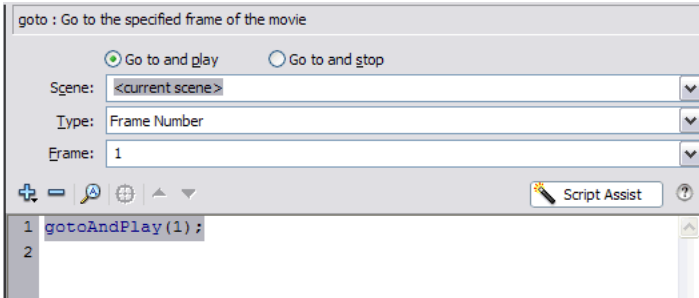 goto : Go to the specified frame of the movie
Go to and play Go to and stop
Scene: <current scene>
Type: Frame Number
Frame: 1
Script Assist ?
1 gotoAndPlay(1);
2